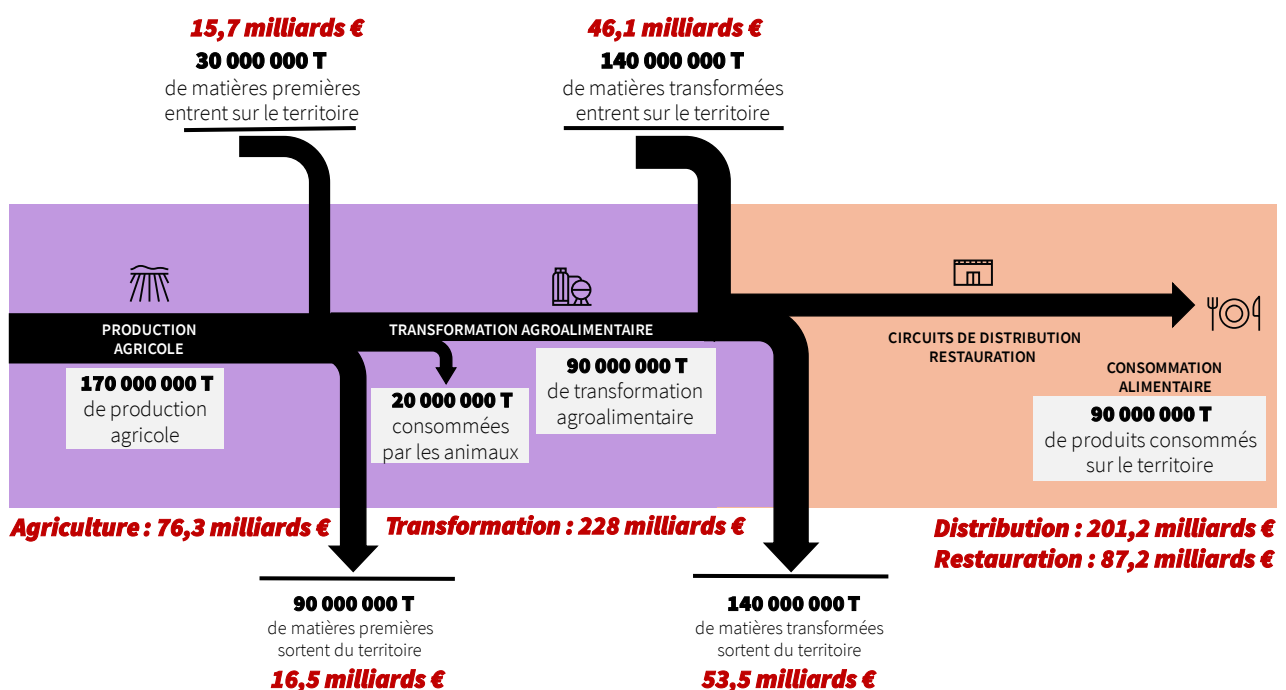 15,7 milliards €
30 000 000 T
de matières premières
entrent sur le territoire
46,1 milliards €
140 000 000 T
de matières transformées
entrent sur le territoire
PRODUCTION
AGRICOLE
170 000 000 T
de production
agricole
TRANSFORMATION AGROALIMENTAIRE
20 000 000 T
consommées
par les animaux
90 000 000 T
de transformation
agroalimentaire
CIRCUITS DE DISTRIBUTION
RESTAURATION
CONSOMMATION
ALIMENTAIRE
90 000 000 T
de produits consommés
sur le territoire
Agriculture : 76,3 milliards €
Transformation : 228 milliards €
Distribution : 201,2 milliards €
Restauration : 87,2 milliards €
90 000 000 T
de matières premières
sortent du territoire
16,5 milliards €
140 000 000 T
de matières transformées
sortent du territoire
53,5 milliards €